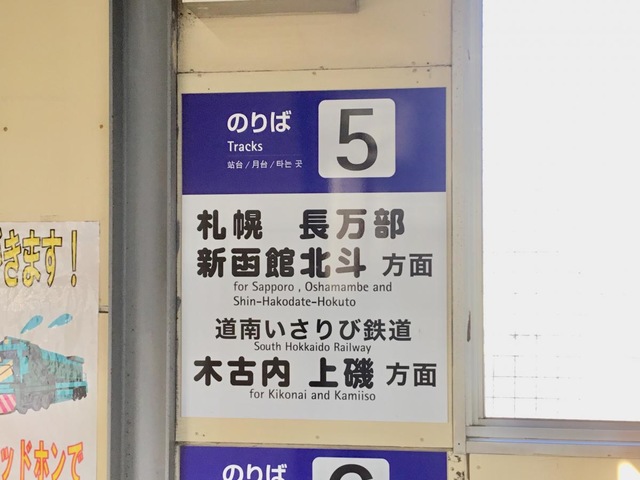 のりば 5
Tracks
站台 / 月台 / 타는 곳
札幌 長万部
新函館北斗 方面
for Sapporo , Oshamambe and
Shin-Hakodate-Hokuto
道南いさりび鉄道
South Hokkaido Railway
木古内 上磯 方面
for Kikonai and Kamiiso
のりば
きます!
ッドホンで